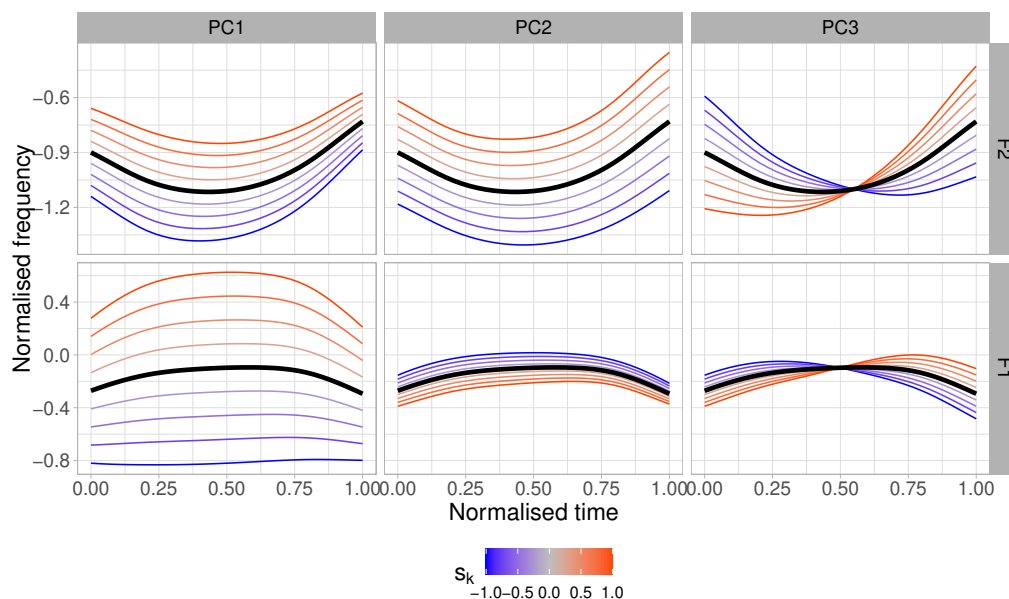 PC1 PC2 PC3
Normalised frequency
−0.6
−0.9
−1.2
F2
0.4
0.0
−0.4
−0.8
F1
0.00 0.25 0.50 0.75 1.00 0.00 0.25 0.50 0.75 1.00 0.00 0.25 0.50 0.75 1.00
Normalised time
sk
−1.0 −0.5 0.0 0.5 1.0